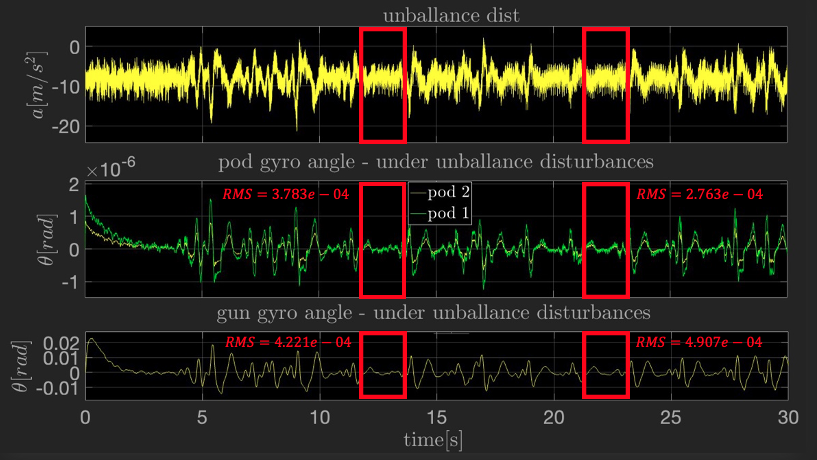 unballance dist
a[m/s²]
0
-10
-20
×10⁻⁶
pod gyro angle - under unballance disturbances
θ[rad]
2
1
0
-1
RMS = 3.783e − 04
pod 2
pod 1
RMS = 2.763e − 04
gun gyro angle - under unballance disturbances
θ[rad]
0.02
0.01
0
-0.01
RMS = 4.221e − 04
RMS = 4.907e − 04
0 5 10 15 20 25 30
time[s]